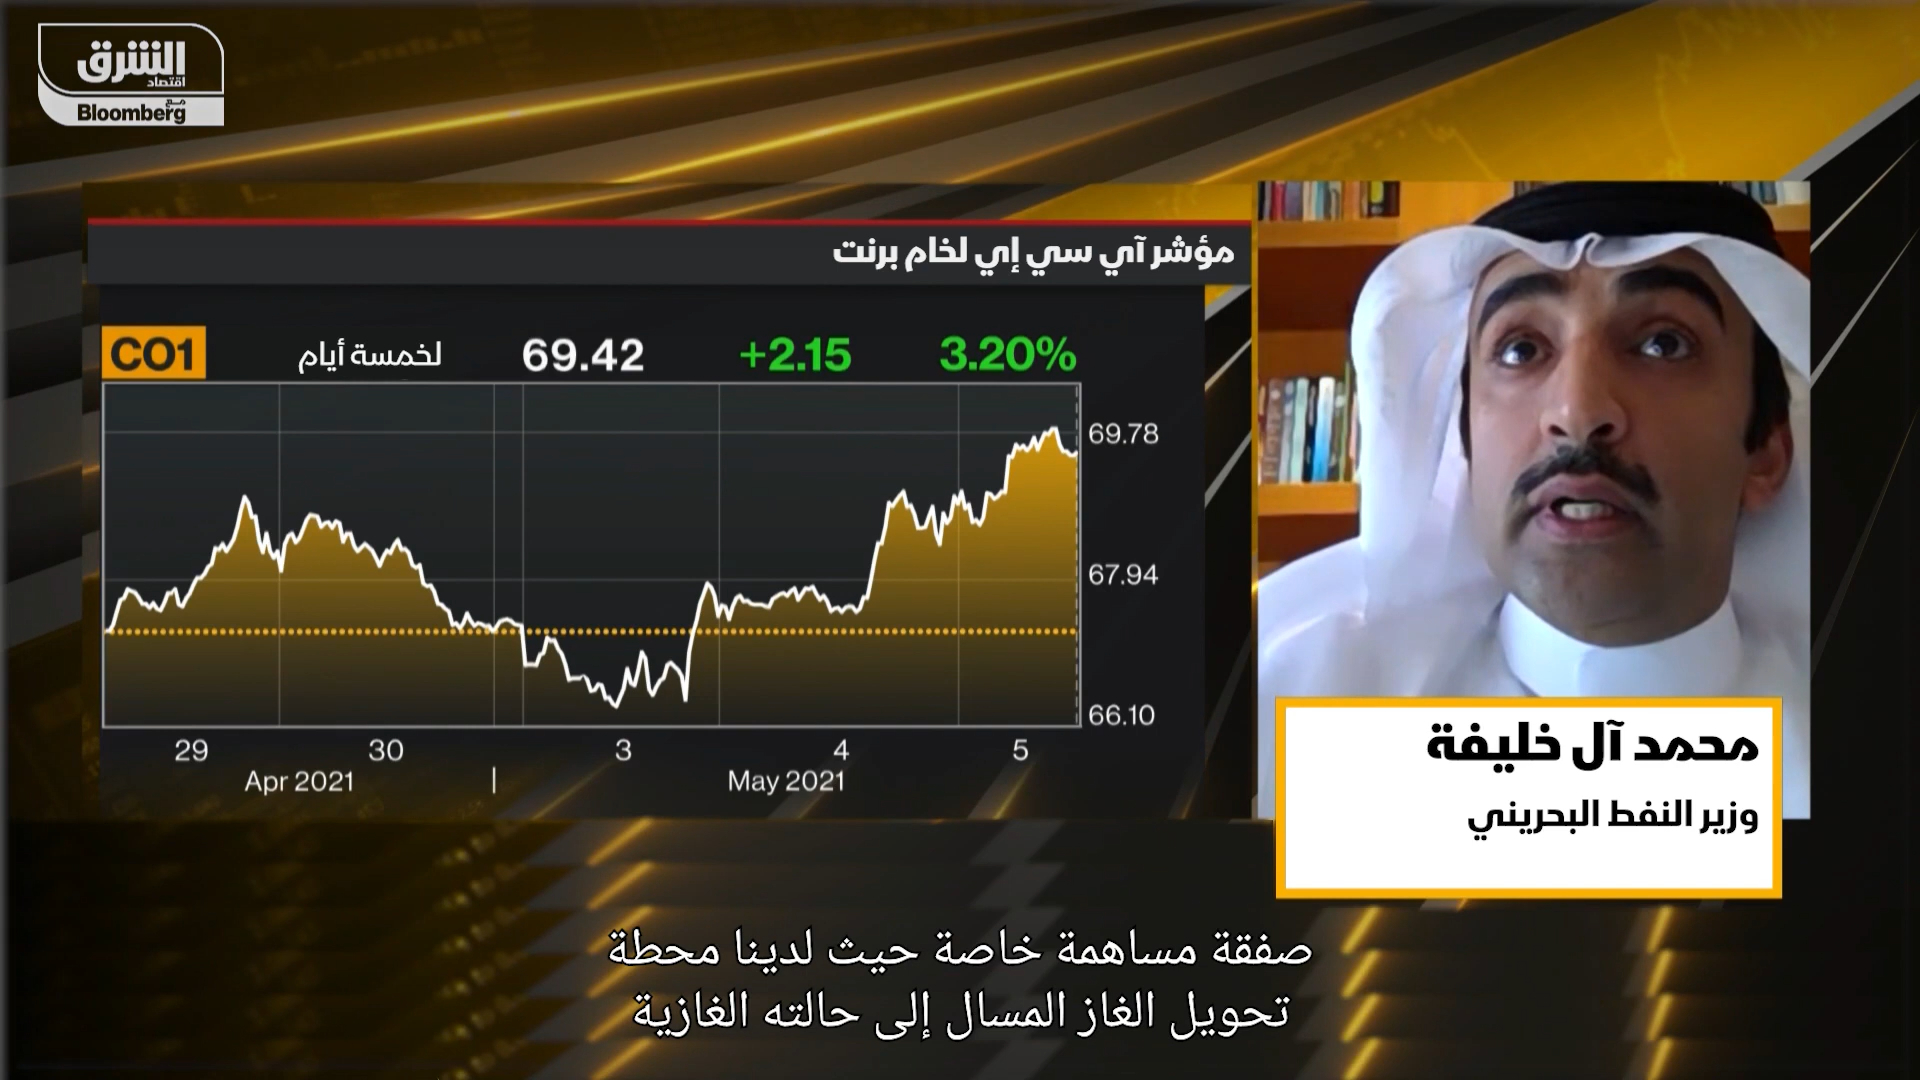 الشرق
اقتصاد
مع
Bloomberg
مؤشر آي سي إي لخام برنت
CO1 لخمسة أيام 69.42 +2.15 3.20%
69.78
67.94
66.10
29 30 3 4 5
Apr 2021 | May 2021
محمد آل خليفة
وزير النفط البحريني
صفقة مساهمة خاصة حيث لدينا محطة
تحويل الغاز المسال إلى حالته الغازية